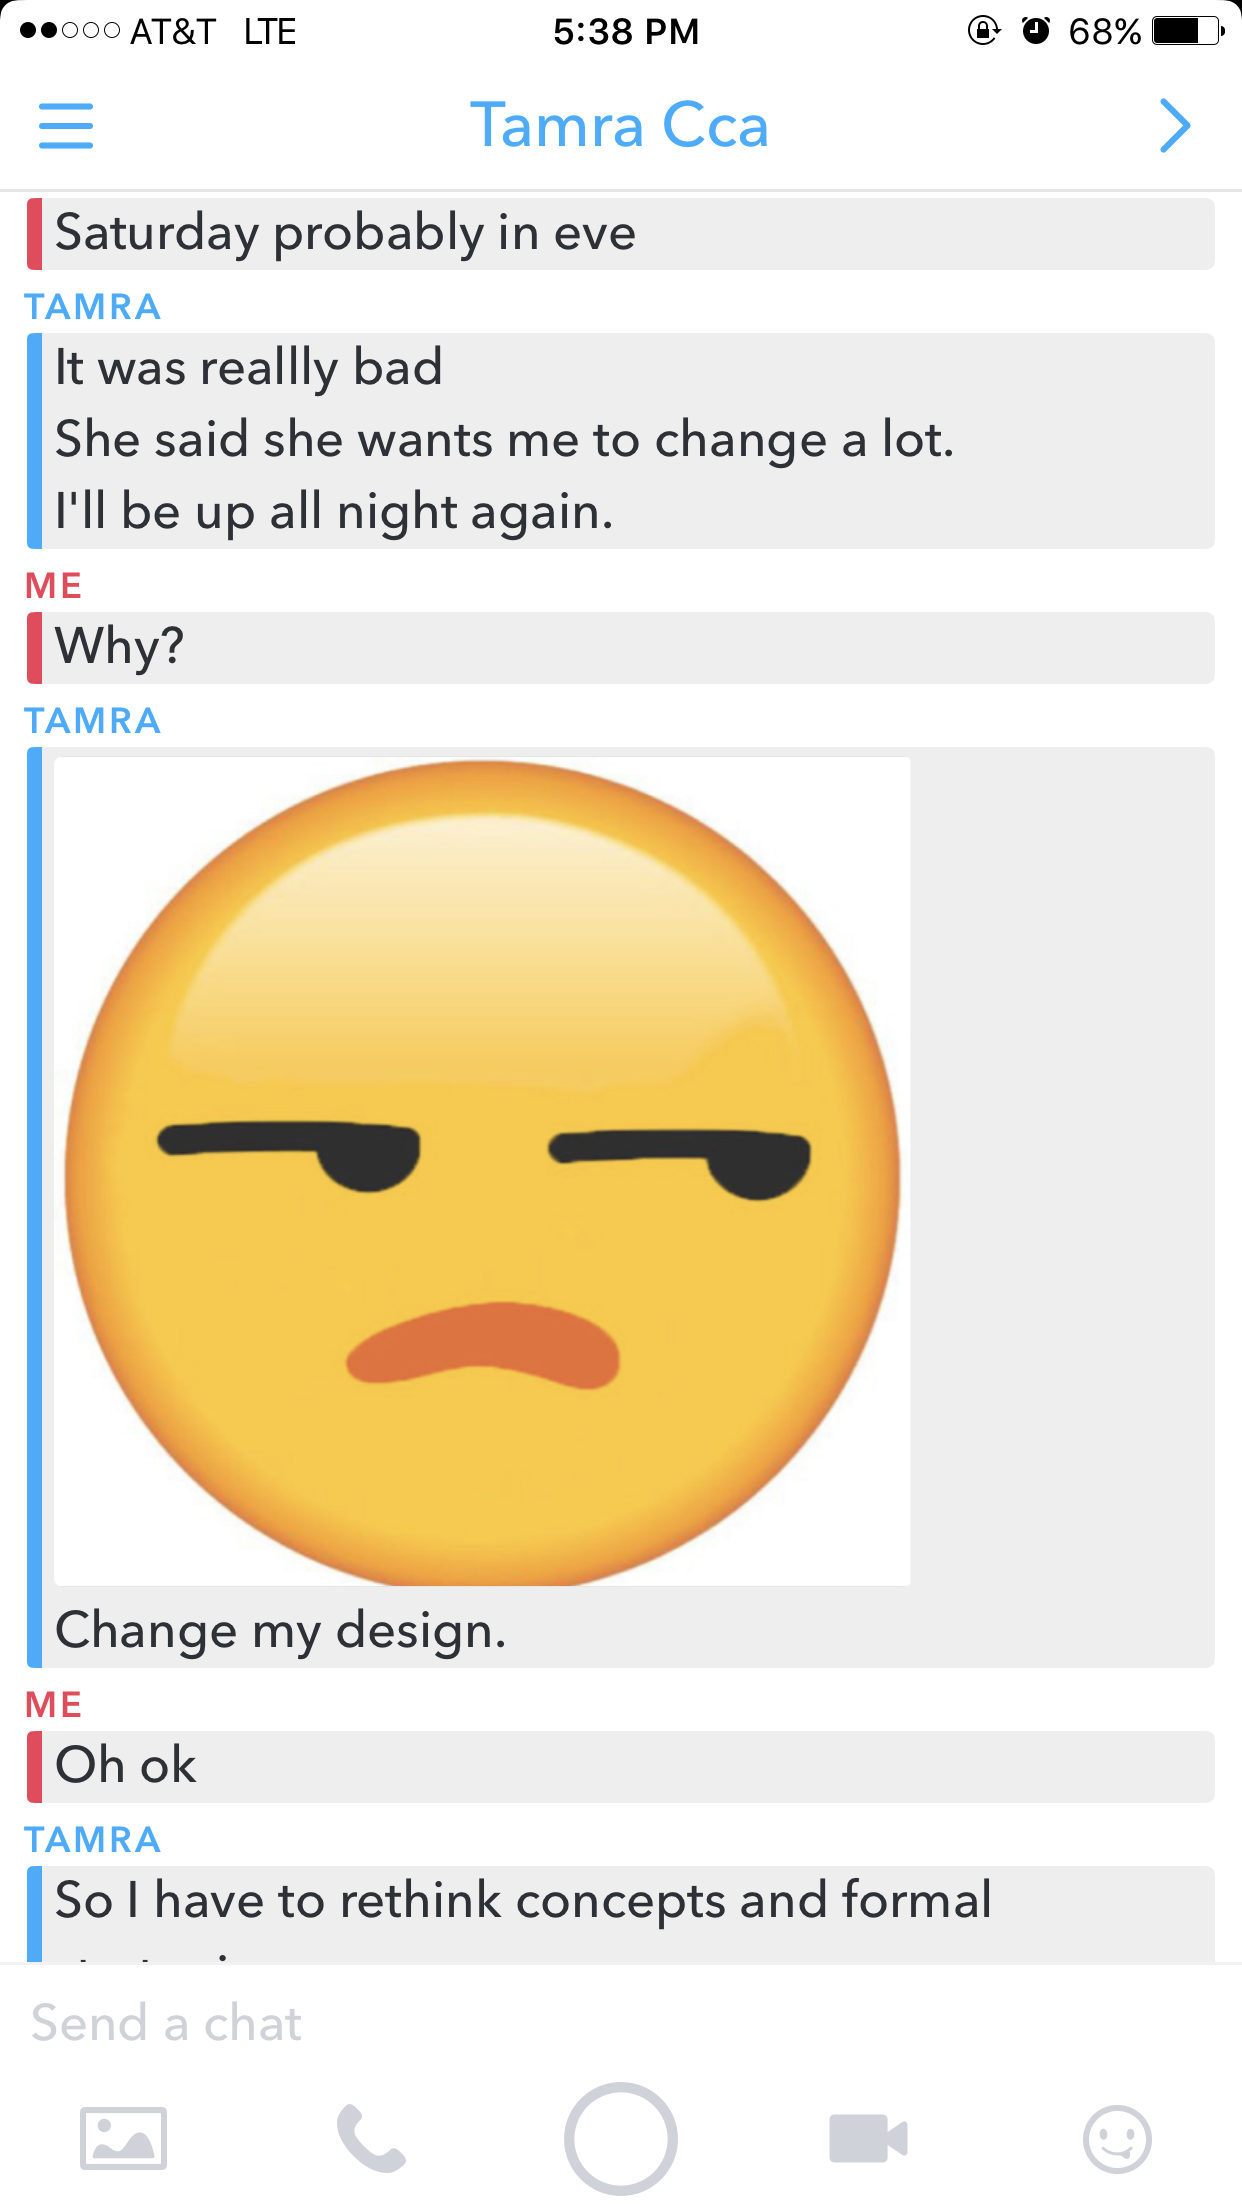 AT&T LTE 5:38 PM 68%
Tamra Cca
Saturday probably in eve
TAMRA
It was reallly bad
She said she wants me to change a lot.
I'll be up all night again.
ME
Why?
TAMRA
Change my design.
ME
Oh ok
TAMRA
So I have to rethink concepts and formal
Send a chat